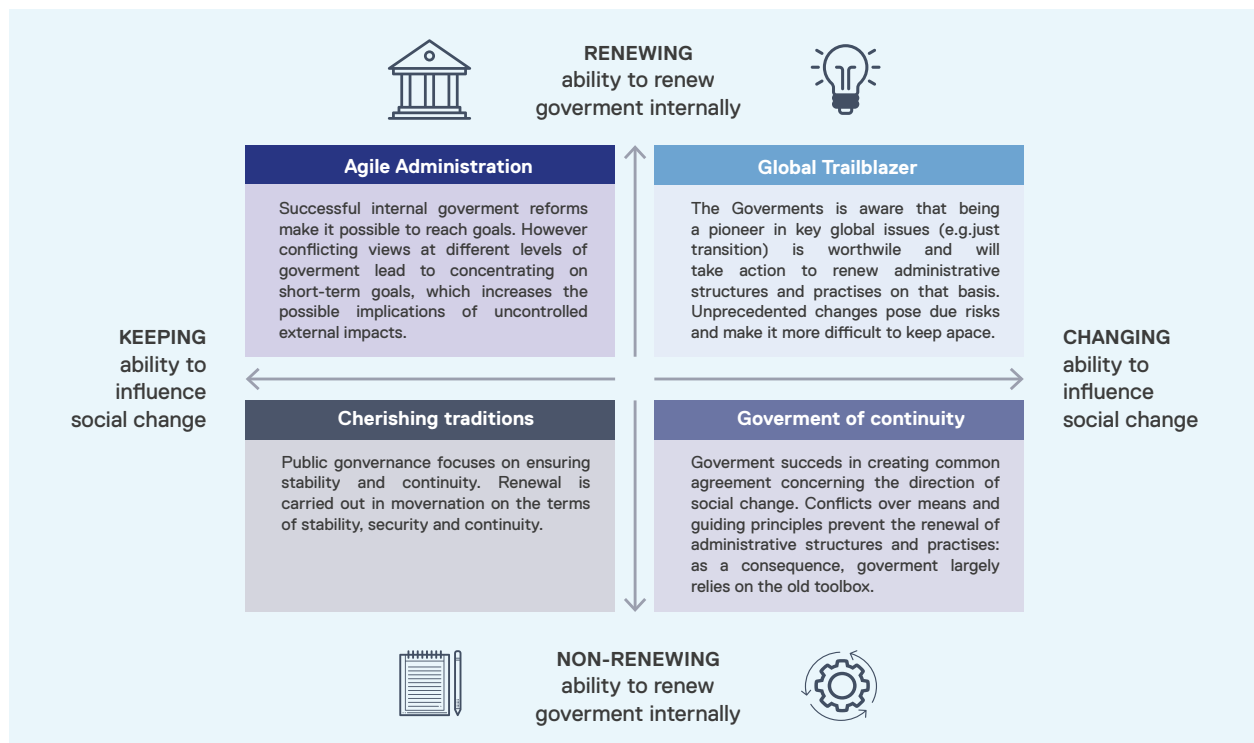 RENEWING
ability to renew
goverment internally
Agile Administration
Successful internal goverment reforms
make it possible to reach goals. However
conflicting views at different levels of
goverment lead to concentrating on
short-term goals, which increases the
possible implications of uncontrolled
external impacts.
Global Trailblazer
The Goverments is aware that being
a pioneer in key global issues (e.g.just
transition) is worthwile and will
take action to renew administrative
structures and practises on that basis.
Unprecedented changes pose due risks
and make it more difficult to keep apace.
KEEPING
ability to
influence
social change
CHANGING
ability to
influence
social change
Cherishing traditions
Public gonvernance focuses on ensuring
stability and continuity. Renewal is
carried out in movernation on the terms
of stability, security and continuity.
Goverment of continuity
Goverment succeds in creating common
agreement concerning the direction of
social change. Conflicts over means and
guiding principles prevent the renewal of
administrative structures and practises:
as a consequence, goverment largely
relies on the old toolbox.
NON-RENEWING
ability to renew
goverment internally